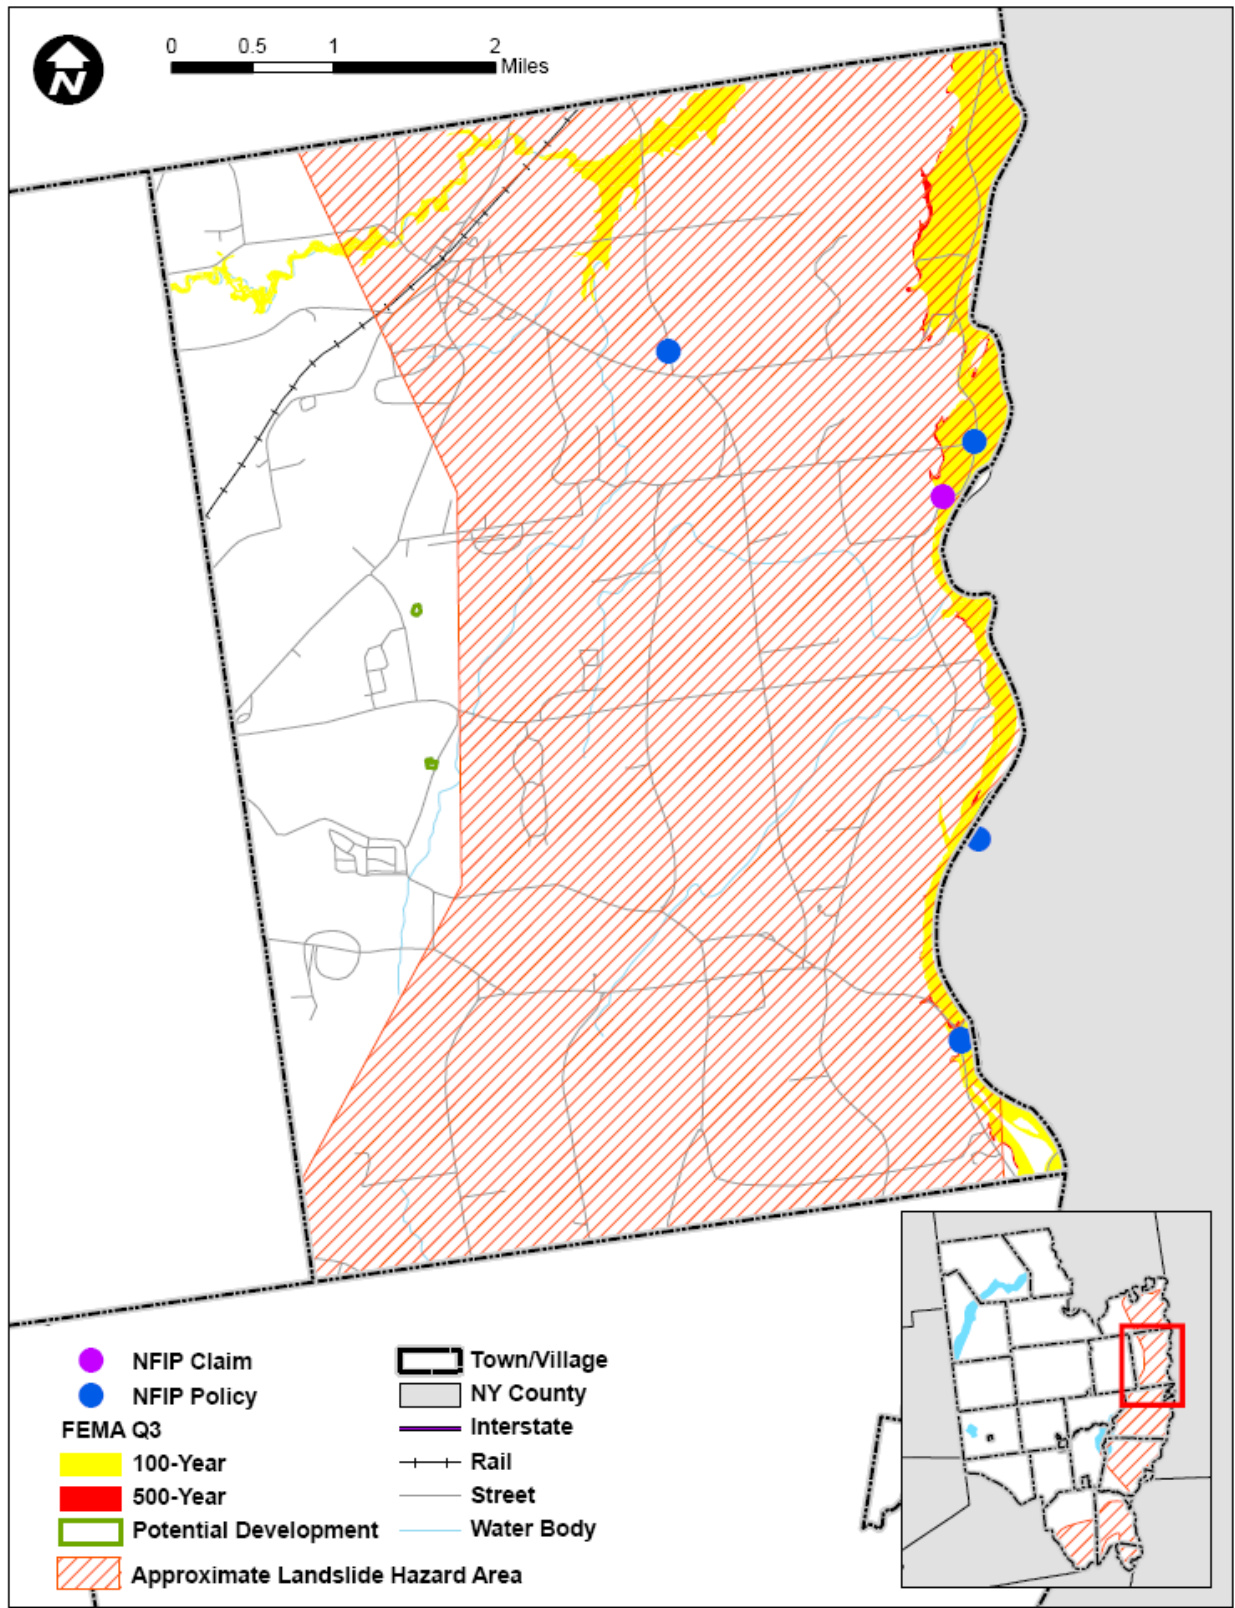 0 0.5 1 2
Miles
N
NFIP Claim
NFIP Policy
FEMA Q3
100-Year
500-Year
Potential Development
Approximate Landslide Hazard Area
Town/Village
NY County
Interstate
Rail
Street
Water Body